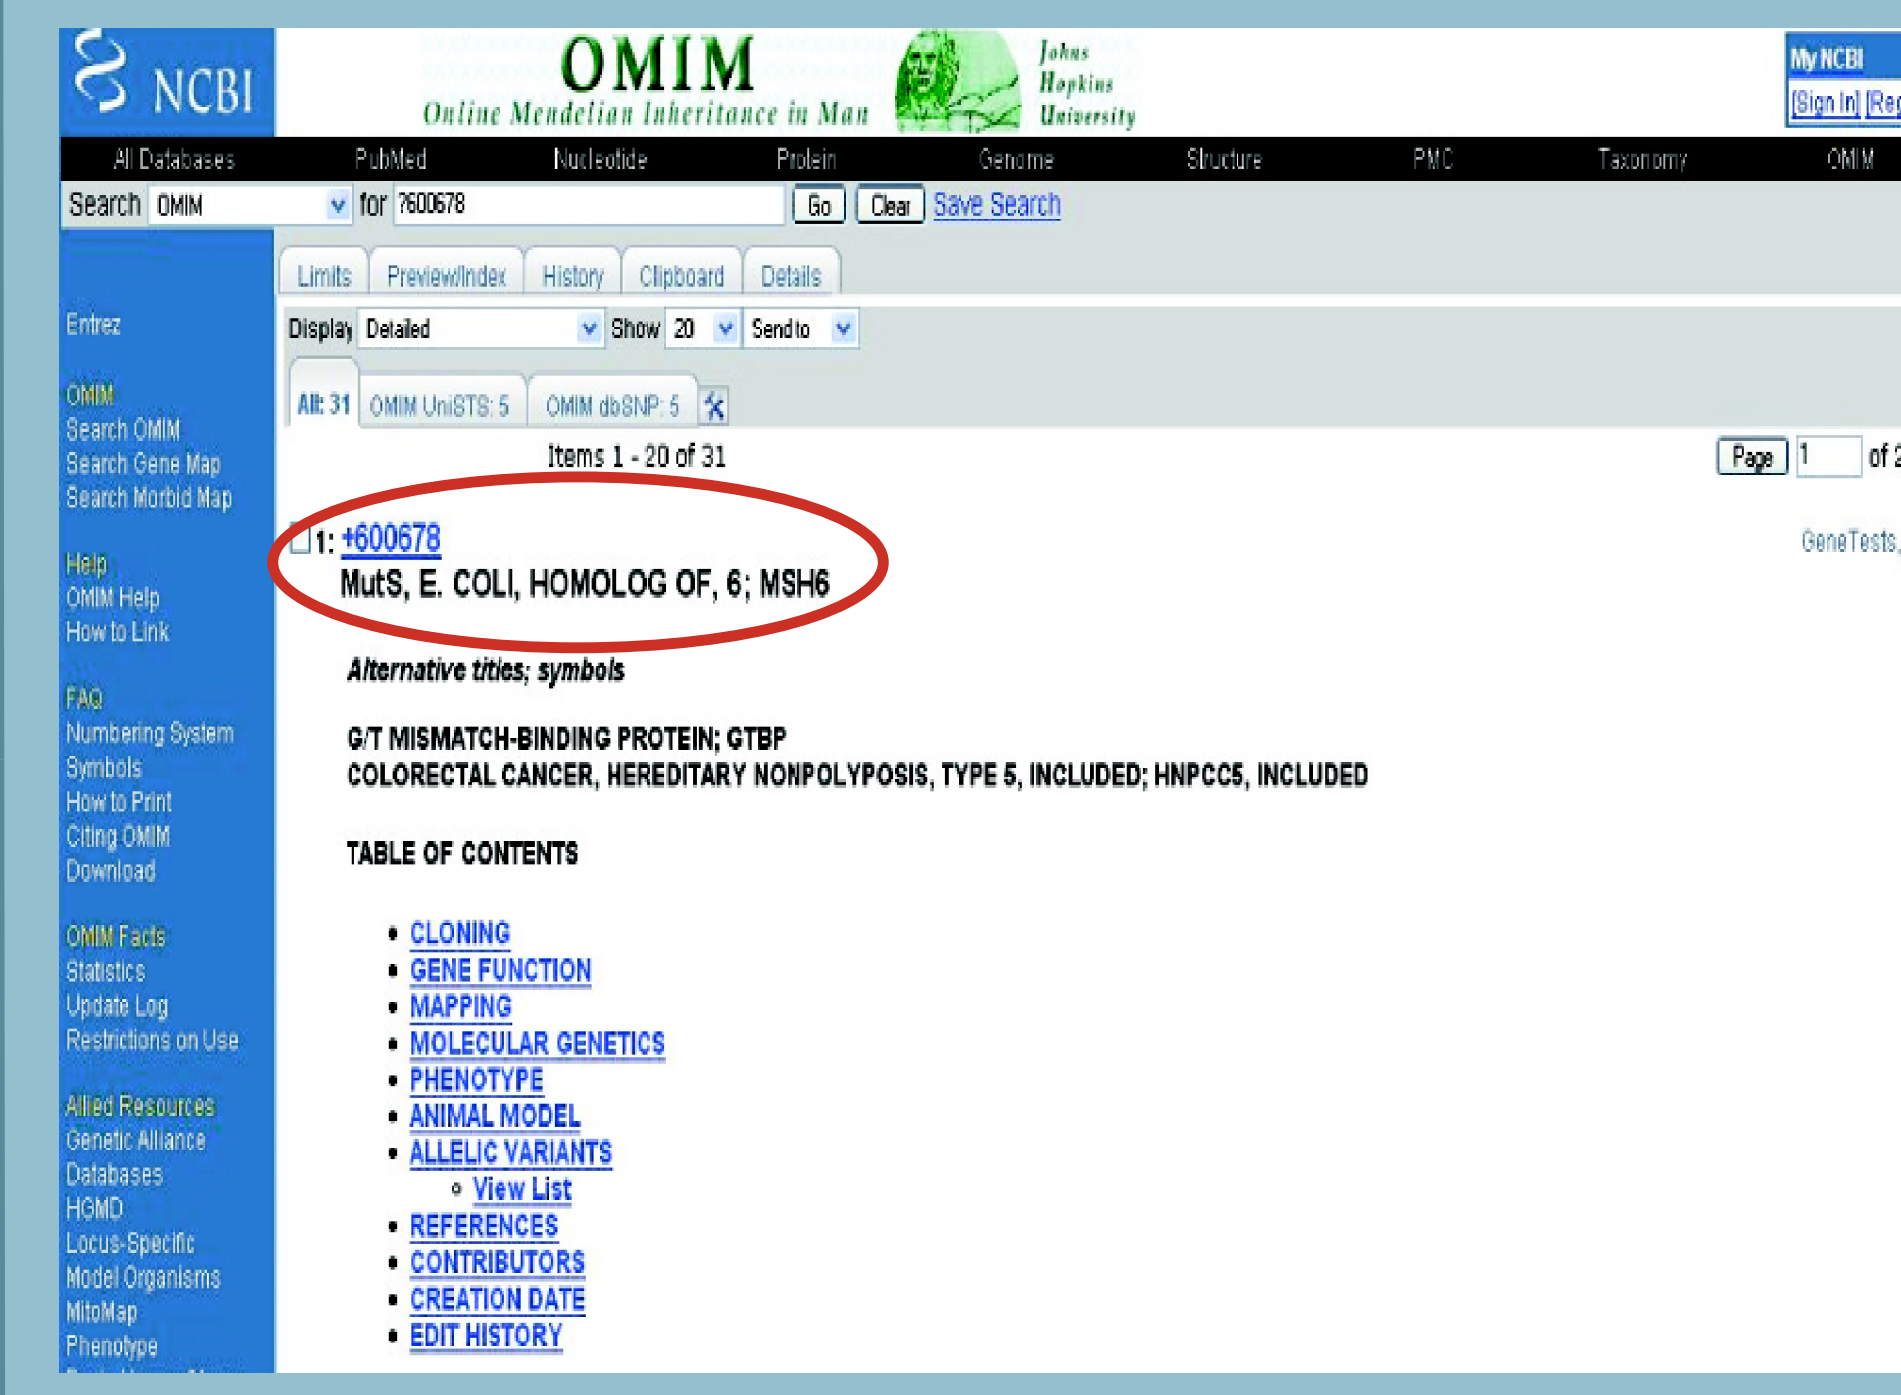 NCBI
OMIM
Online Mendelian Inheritance in Man
Johns
Hopkins
University
My NCBI
[Sign In] [Reg
All Databases PubMed Nucleotide Protein Genome Structure PMC Taxonomy OMIM
Search OMIM for ?600678 Go Clear Save Search
Limits Preview/Index History Clipboard Details
Display Detailed Show 20 Send to
All: 31 OMIM UniSTS: 5 OMIM dbSNP: 5
Items 1 - 20 of 31
Page 1 of 2
1: +600678
GeneTests,
MutS, E. COLI, HOMOLOG OF, 6; MSH6
Alternative titles; symbols
G/T MISMATCH-BINDING PROTEIN; GTBP
COLORECTAL CANCER, HEREDITARY NONPOLYPOSIS, TYPE 5, INCLUDED; HNPCC5, INCLUDED
TABLE OF CONTENTS
• CLONING
• GENE FUNCTION
• MAPPING
• MOLECULAR GENETICS
• PHENOTYPE
• ANIMAL MODEL
• ALLELIC VARIANTS
◦ View List
• REFERENCES
• CONTRIBUTORS
• CREATION DATE
• EDIT HISTORY
Entrez
OMIM
Search OMIM
Search Gene Map
Search Morbid Map
Help
OMIM Help
How to Link
FAQ
Numbering System
Symbols
How to Print
Citing OMIM
Download
OMIM Facts
Statistics
Update Log
Restrictions on Use
Allied Resources
Genetic Alliance
Databases
HGMD
Locus-Specific
Model Organisms
MitoMap
Phenotype